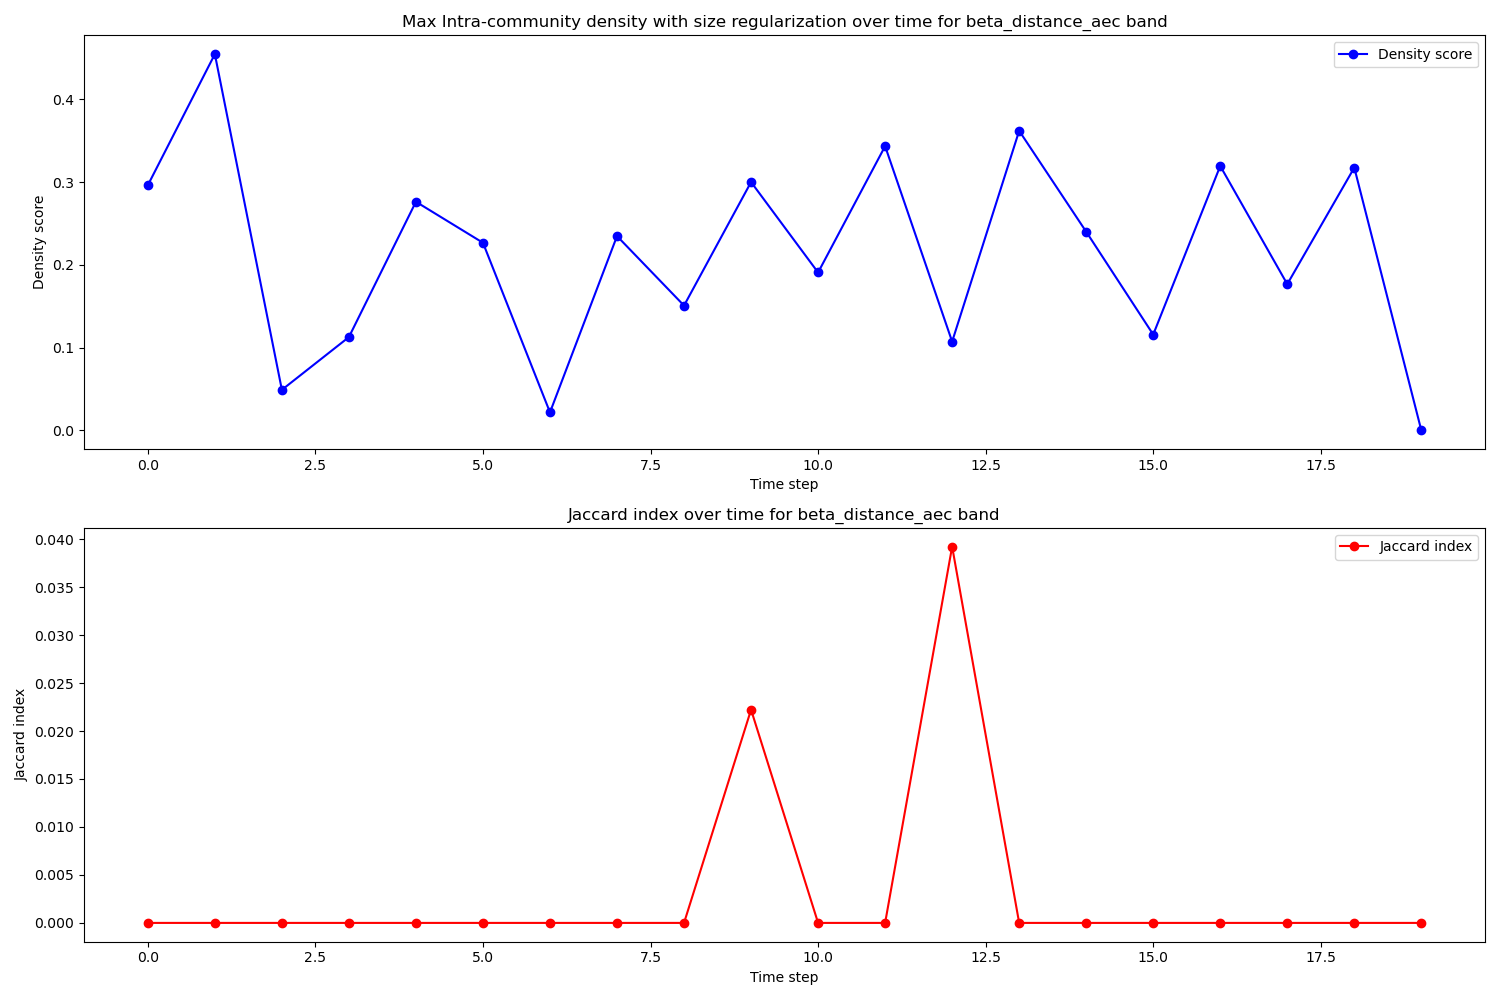 Max Intra-community density with size regularization over time for beta_distance_aec band
Density score
Density score
0.4
0.3
0.2
0.1
0.0
0.0 2.5 5.0 7.5 10.0 12.5 15.0 17.5
Time step
Jaccard index over time for beta_distance_aec band
Jaccard index
Jaccard index
0.040
0.035
0.030
0.025
0.020
0.015
0.010
0.005
0.000
0.0 2.5 5.0 7.5 10.0 12.5 15.0 17.5
Time step